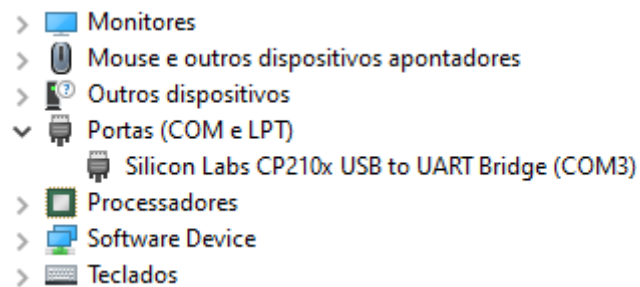 Monitores
Mouse e outros dispositivos apontadores
Outros dispositivos
Portas (COM e LPT)
Silicon Labs CP210x USB to UART Bridge (COM3)
Processadores
Software Device
Teclados